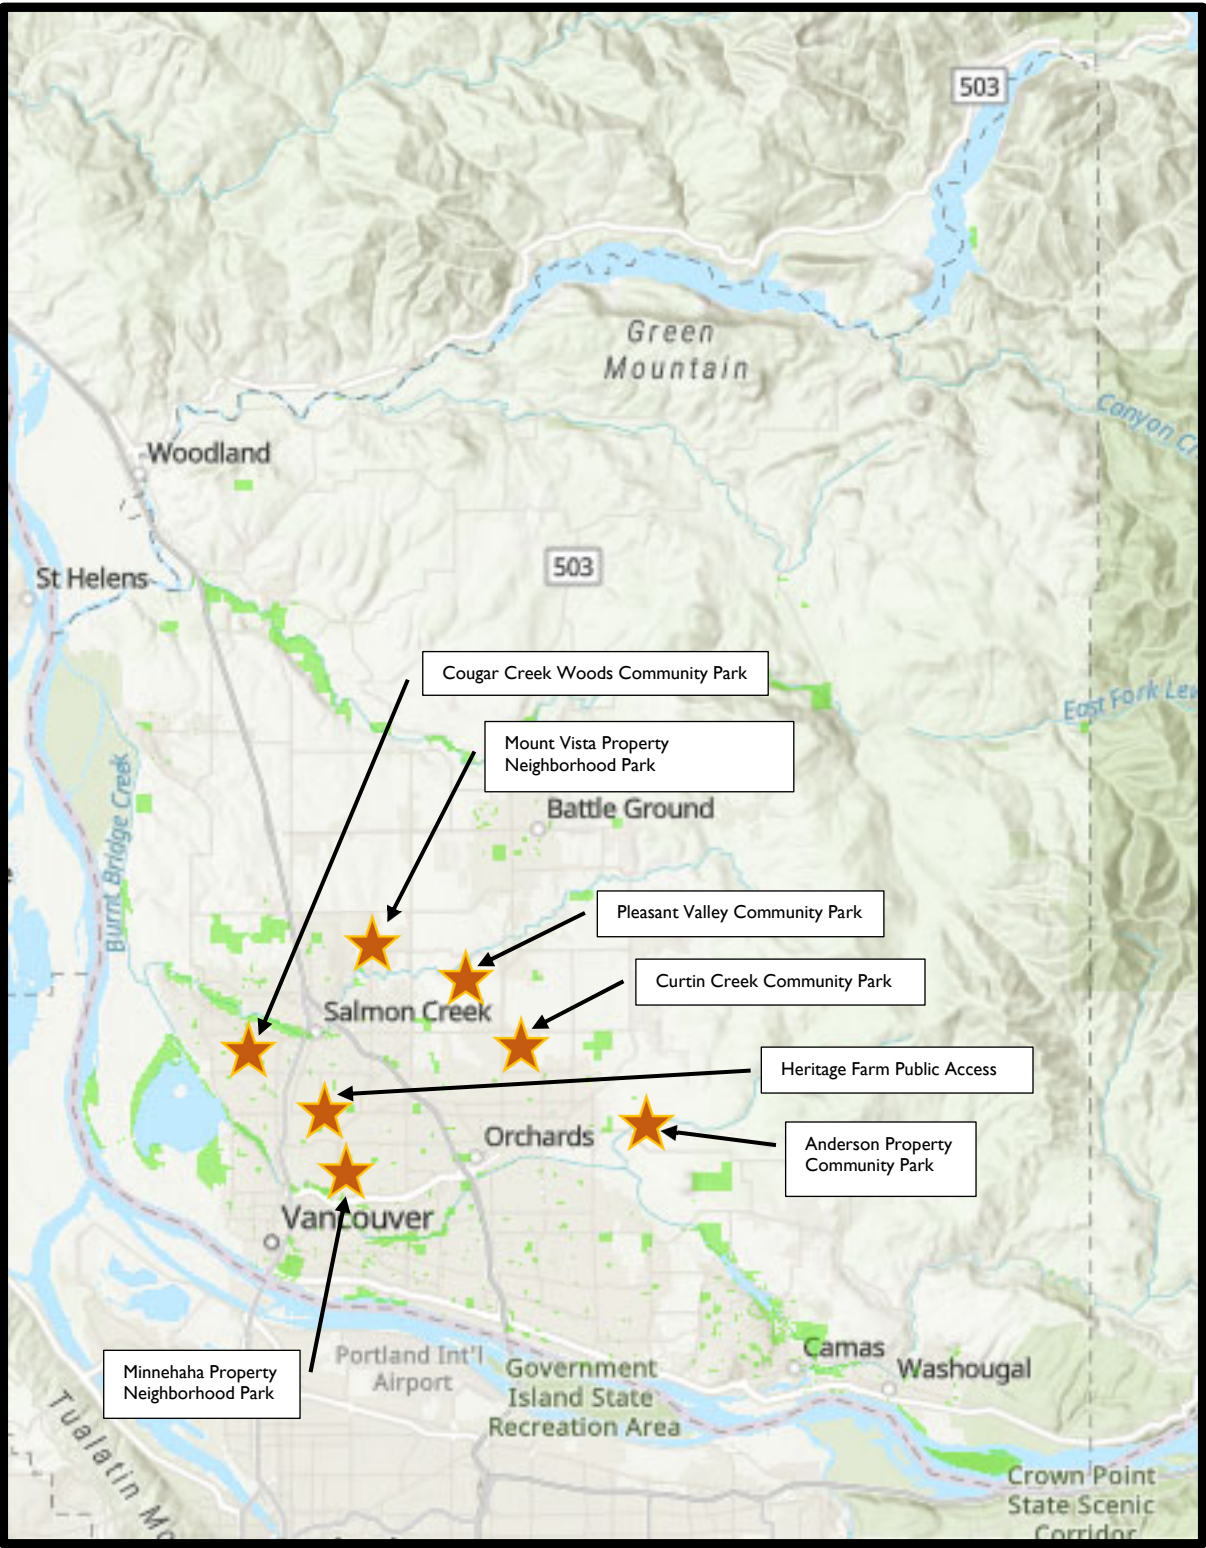 503
Green
Mountain
Canyon
Woodland
503
St Helens
Cougar Creek Woods Community Park
East Fork
Mount Vista Property
Neighborhood Park
Burnt Bridge Creek
Battle Ground
Pleasant Valley Community Park
Curtin Creek Community Park
Salmon Creek
Heritage Farm Public Access
Orchards
Anderson Property
Community Park
Vancouver
Minnehaha Property
Neighborhood Park
Portland Int'l
Airport
Government
Island State
Recreation Area
Camas
Washougal
Tualatin
Crown Point
State Scenic
Corridor